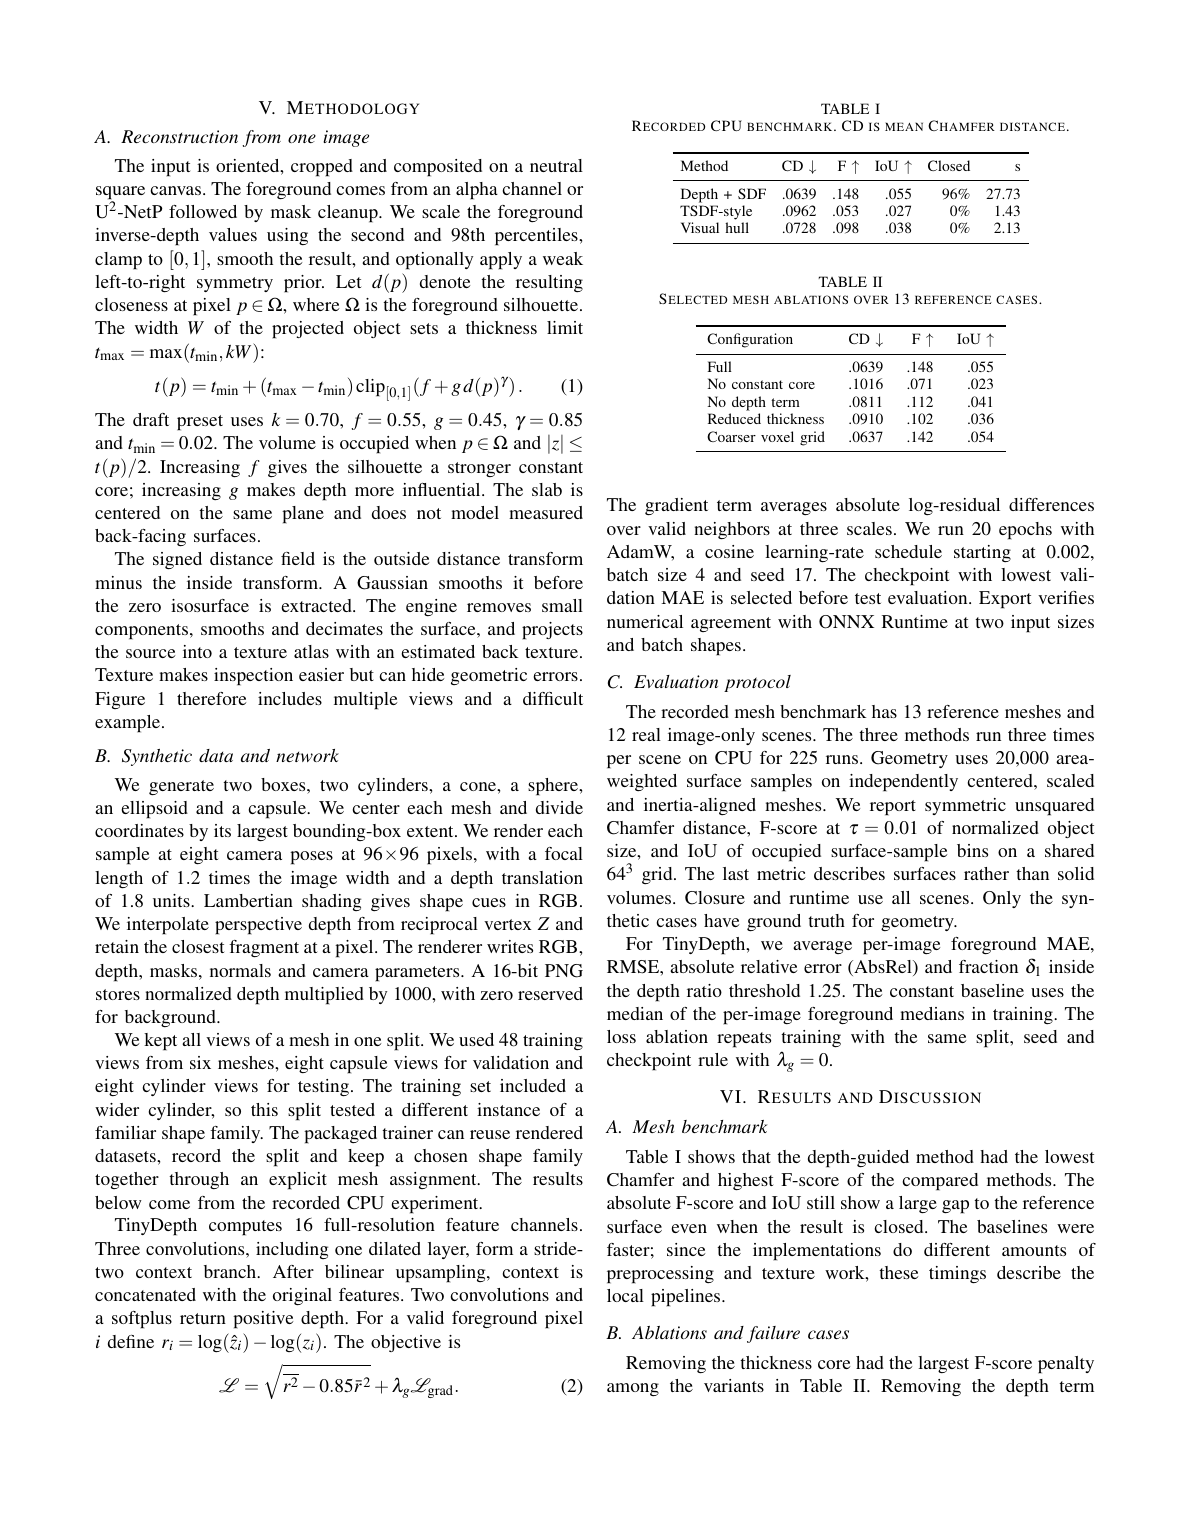 V. METHODOLOGY
A. Reconstruction from one image
The input is oriented, cropped and composited on a neutral
square canvas. The foreground comes from an alpha channel or
U²-NetP followed by mask cleanup. We scale the foreground
inverse-depth values using the second and 98th percentiles,
clamp to [0,1], smooth the result, and optionally apply a weak
left-to-right symmetry prior. Let d(p) denote the resulting
closeness at pixel p ∈ Ω, where Ω is the foreground silhouette.
The width W of the projected object sets a thickness limit
t_max = max(t_min, kW):
t(p) = t_min + (t_max − t_min) clip_[0,1](f + g d(p)^γ). (1)
The draft preset uses k = 0.70, f = 0.55, g = 0.45, γ = 0.85
and t_min = 0.02. The volume is occupied when p ∈ Ω and |z| ≤
t(p)/2. Increasing f gives the silhouette a stronger constant
core; increasing g makes depth more influential. The slab is
centered on the same plane and does not model measured
back-facing surfaces.
The signed distance field is the outside distance transform
minus the inside transform. A Gaussian smooths it before
the zero isosurface is extracted. The engine removes small
components, smooths and decimates the surface, and projects
the source into a texture atlas with an estimated back texture.
Texture makes inspection easier but can hide geometric errors.
Figure 1 therefore includes multiple views and a difficult
example.
B. Synthetic data and network
We generate two boxes, two cylinders, a cone, a sphere,
an ellipsoid and a capsule. We center each mesh and divide
coordinates by its largest bounding-box extent. We render each
sample at eight camera poses at 96×96 pixels, with a focal
length of 1.2 times the image width and a depth translation
of 1.8 units. Lambertian shading gives shape cues in RGB.
We interpolate perspective depth from reciprocal vertex Z and
retain the closest fragment at a pixel. The renderer writes RGB,
depth, masks, normals and camera parameters. A 16-bit PNG
stores normalized depth multiplied by 1000, with zero reserved
for background.
We kept all views of a mesh in one split. We used 48 training
views from six meshes, eight capsule views for validation and
eight cylinder views for testing. The training set included a
wider cylinder, so this split tested a different instance of a
familiar shape family. The packaged trainer can reuse rendered
datasets, record the split and keep a chosen shape family
together through an explicit mesh assignment. The results
below come from the recorded CPU experiment.
TinyDepth computes 16 full-resolution feature channels.
Three convolutions, including one dilated layer, form a stride-
two context branch. After bilinear upsampling, context is
concatenated with the original features. Two convolutions and
a softplus return positive depth. For a valid foreground pixel
i define r_i = log(ẑ_i) − log(z_i). The objective is
ℒ = √(r̅²̅ − 0.85r̄²) + λ_g ℒ_grad. (2)
TABLE I
RECORDED CPU BENCHMARK. CD IS MEAN CHAMFER DISTANCE.
Method CD ↓ F ↑ IoU ↑ Closed s
Depth + SDF .0639 .148 .055 96% 27.73
TSDF-style .0962 .053 .027 0% 1.43
Visual hull .0728 .098 .038 0% 2.13
TABLE II
SELECTED MESH ABLATIONS OVER 13 REFERENCE CASES.
Configuration CD ↓ F ↑ IoU ↑
Full .0639 .148 .055
No constant core .1016 .071 .023
No depth term .0811 .112 .041
Reduced thickness .0910 .102 .036
Coarser voxel grid .0637 .142 .054
The gradient term averages absolute log-residual differences
over valid neighbors at three scales. We run 20 epochs with
AdamW, a cosine learning-rate schedule starting at 0.002,
batch size 4 and seed 17. The checkpoint with lowest vali-
dation MAE is selected before test evaluation. Export verifies
numerical agreement with ONNX Runtime at two input sizes
and batch shapes.
C. Evaluation protocol
The recorded mesh benchmark has 13 reference meshes and
12 real image-only scenes. The three methods run three times
per scene on CPU for 225 runs. Geometry uses 20,000 area-
weighted surface samples on independently centered, scaled
and inertia-aligned meshes. We report symmetric unsquared
Chamfer distance, F-score at τ = 0.01 of normalized object
size, and IoU of occupied surface-sample bins on a shared
64³ grid. The last metric describes surfaces rather than solid
volumes. Closure and runtime use all scenes. Only the syn-
thetic cases have ground truth for geometry.
For TinyDepth, we average per-image foreground MAE,
RMSE, absolute relative error (AbsRel) and fraction δ₁ inside
the depth ratio threshold 1.25. The constant baseline uses the
median of the per-image foreground medians in training. The
loss ablation repeats training with the same split, seed and
checkpoint rule with λ_g = 0.
VI. RESULTS AND DISCUSSION
A. Mesh benchmark
Table I shows that the depth-guided method had the lowest
Chamfer and highest F-score of the compared methods. The
absolute F-score and IoU still show a large gap to the reference
surface even when the result is closed. The baselines were
faster; since the implementations do different amounts of
preprocessing and texture work, these timings describe the
local pipelines.
B. Ablations and failure cases
Removing the thickness core had the largest F-score penalty
among the variants in Table II. Removing the depth term